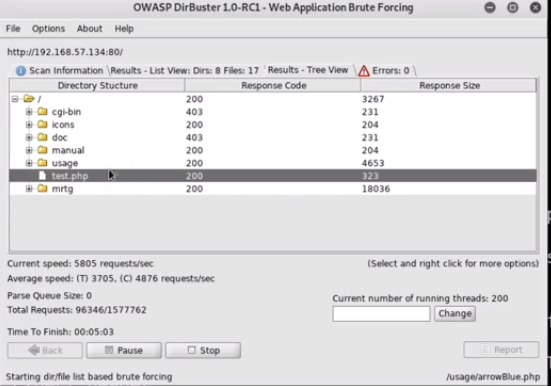 OWASP DirBuster 1.0-RC1 - Web Application Brute Forcing
File Options About Help
http://192.168.57.134:80/
Scan Information Results - List View: Dirs: 8 Files: 17 Results - Tree View Errors: 0
Directory Stucture Response Code Response Size
/ 200 3267
cgi-bin 403 231
icons 200 204
doc 403 231
manual 200 204
usage 200 4653
test.php 200 323
mrtg 200 18036
Current speed: 5805 requests/sec (Select and right click for more options)
Average speed: (T) 3705, (C) 4876 requests/sec
Parse Queue Size: 0
Current number of running threads: 200
Total Requests: 96346/1577762
Change
Time To Finish: 00:05:03
Back Pause Stop Report
Starting dir/file list based brute forcing /usage/arrowBlue.php